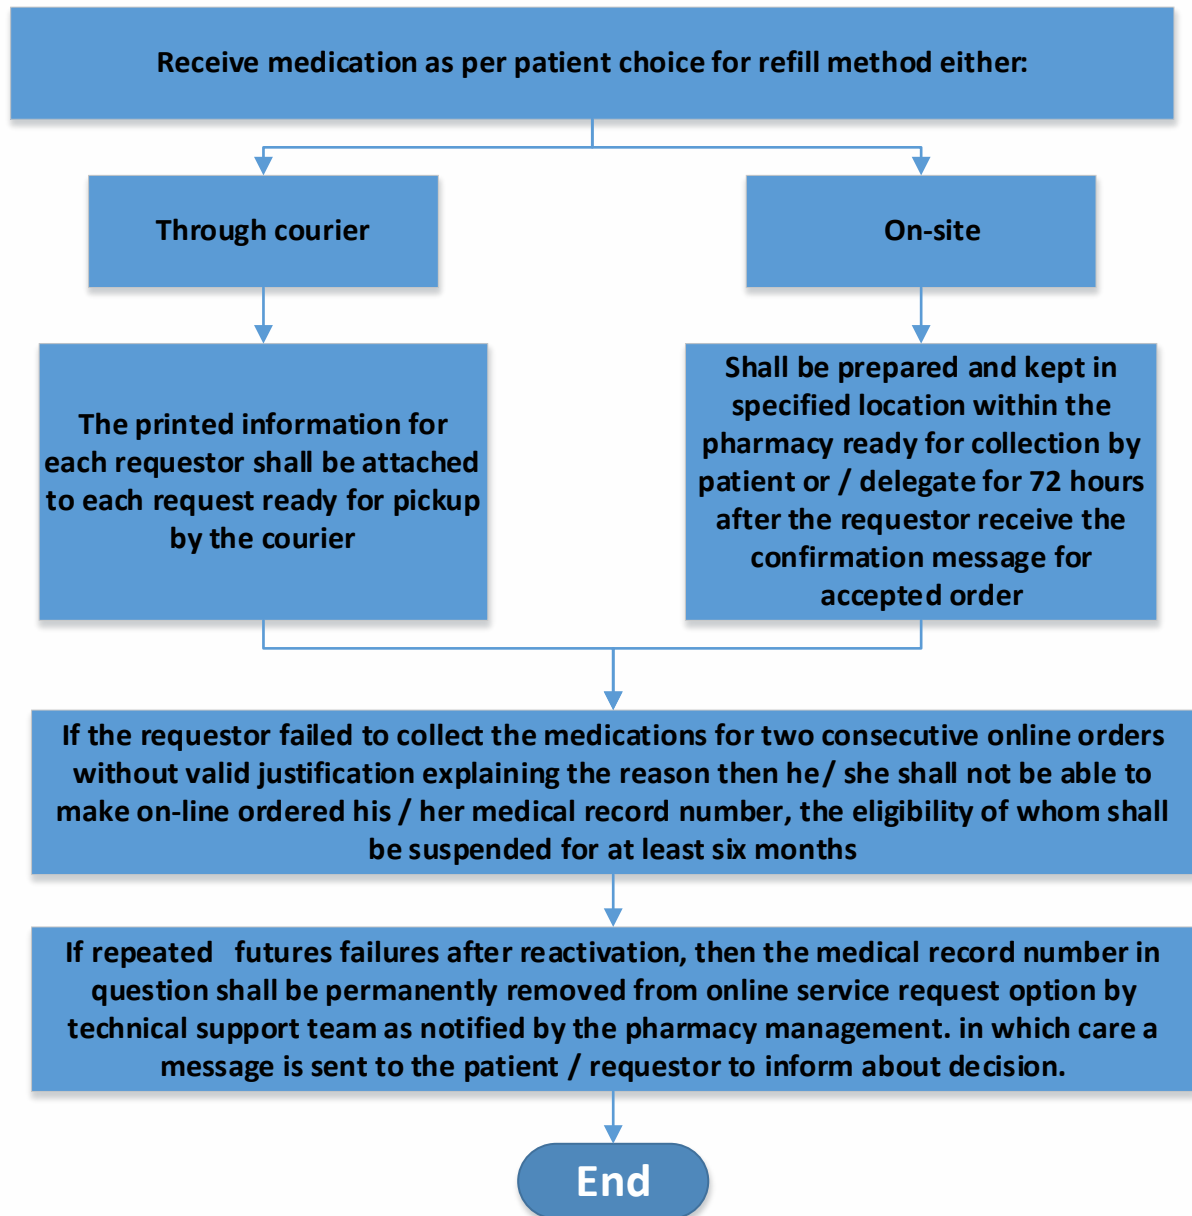 Receive medication as per patient choice for refill method either:
Through courier
On-site
The printed information for
each requestor shall be attached
to each request ready for pickup
by the courier
Shall be prepared and kept in
specified location within the
pharmacy ready for collection by
patient or / delegate for 72 hours
after the requestor receive the
confirmation message for
accepted order
If the requestor failed to collect the medications for two consecutive online orders
without valid justification explaining the reason then he/ she shall not be able to
make on-line ordered his / her medical record number, the eligibility of whom shall
be suspended for at least six months
If repeated futures failures after reactivation, then the medical record number in
question shall be permanently removed from online service request option by
technical support team as notified by the pharmacy management. in which care a
message is sent to the patient / requestor to inform about decision.
End